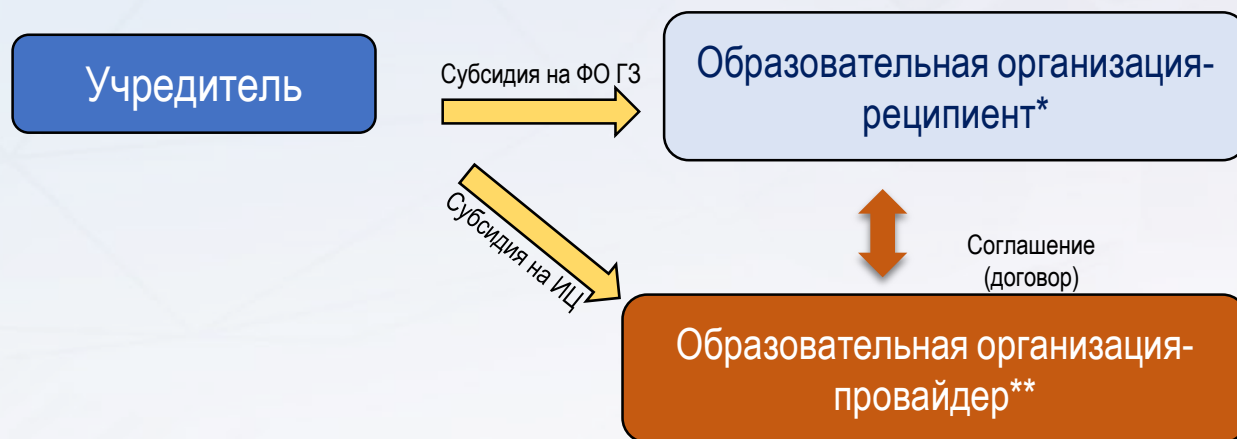 Учредитель
Субсидия на ФО ГЗ
Образовательная организация-
реципиент*
Субсидия на ИЦ
Соглашение
(договор)
Образовательная организация-
провайдер**